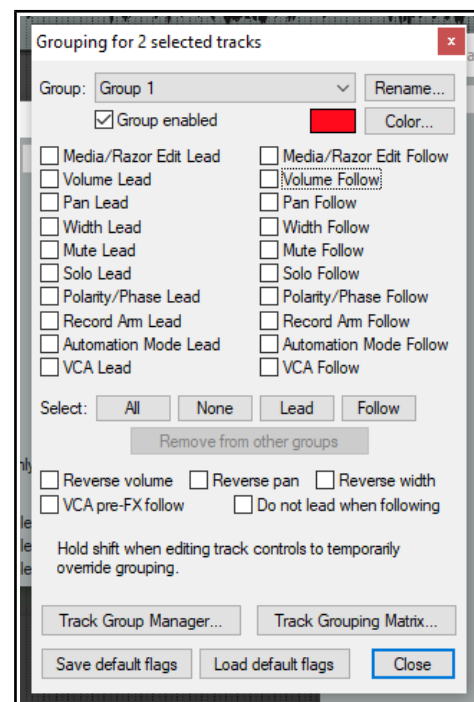 Grouping for 2 selected tracks
x
Group: Group 1 Rename...
Group enabled Color...
Media/Razor Edit Lead Media/Razor Edit Follow
Volume Lead Volume Follow
Pan Lead Pan Follow
Width Lead Width Follow
Mute Lead Mute Follow
Solo Lead Solo Follow
Polarity/Phase Lead Polarity/Phase Follow
Record Arm Lead Record Arm Follow
Automation Mode Lead Automation Mode Follow
VCA Lead VCA Follow
Select: All None Lead Follow
Remove from other groups
Reverse volume Reverse pan Reverse width
VCA pre-FX follow Do not lead when following
Hold shift when editing track controls to temporarily
override grouping.
Track Group Manager... Track Grouping Matrix...
Save default flags Load default flags Close